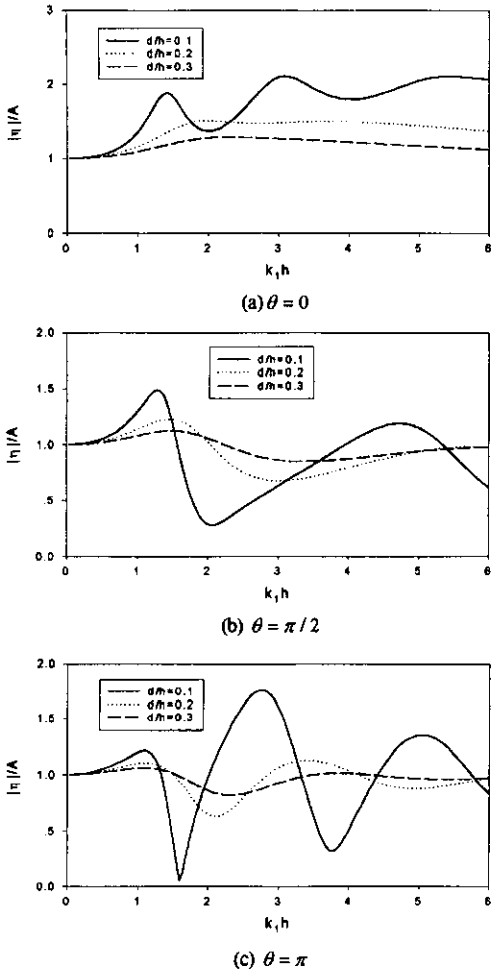 3
d/h=0.1
d/h=0.2
d/h=0.3
2
|η|/A
1
0
0 1 2 3 4 5 6
k₁h
(a) θ = 0
2.0
d/h=0.1
d/h=0.2
d/h=0.3
1.5
|η|/A
1.0
.5
0.0
0 1 2 3 4 5 6
k₁h
(b) θ = π / 2
2.0
d/h=0.1
d/h=0.2
d/h=0.3
1.5
|η|/A
1.0
.5
0.0
0 1 2 3 4 5 6
k₁h
(c) θ = π